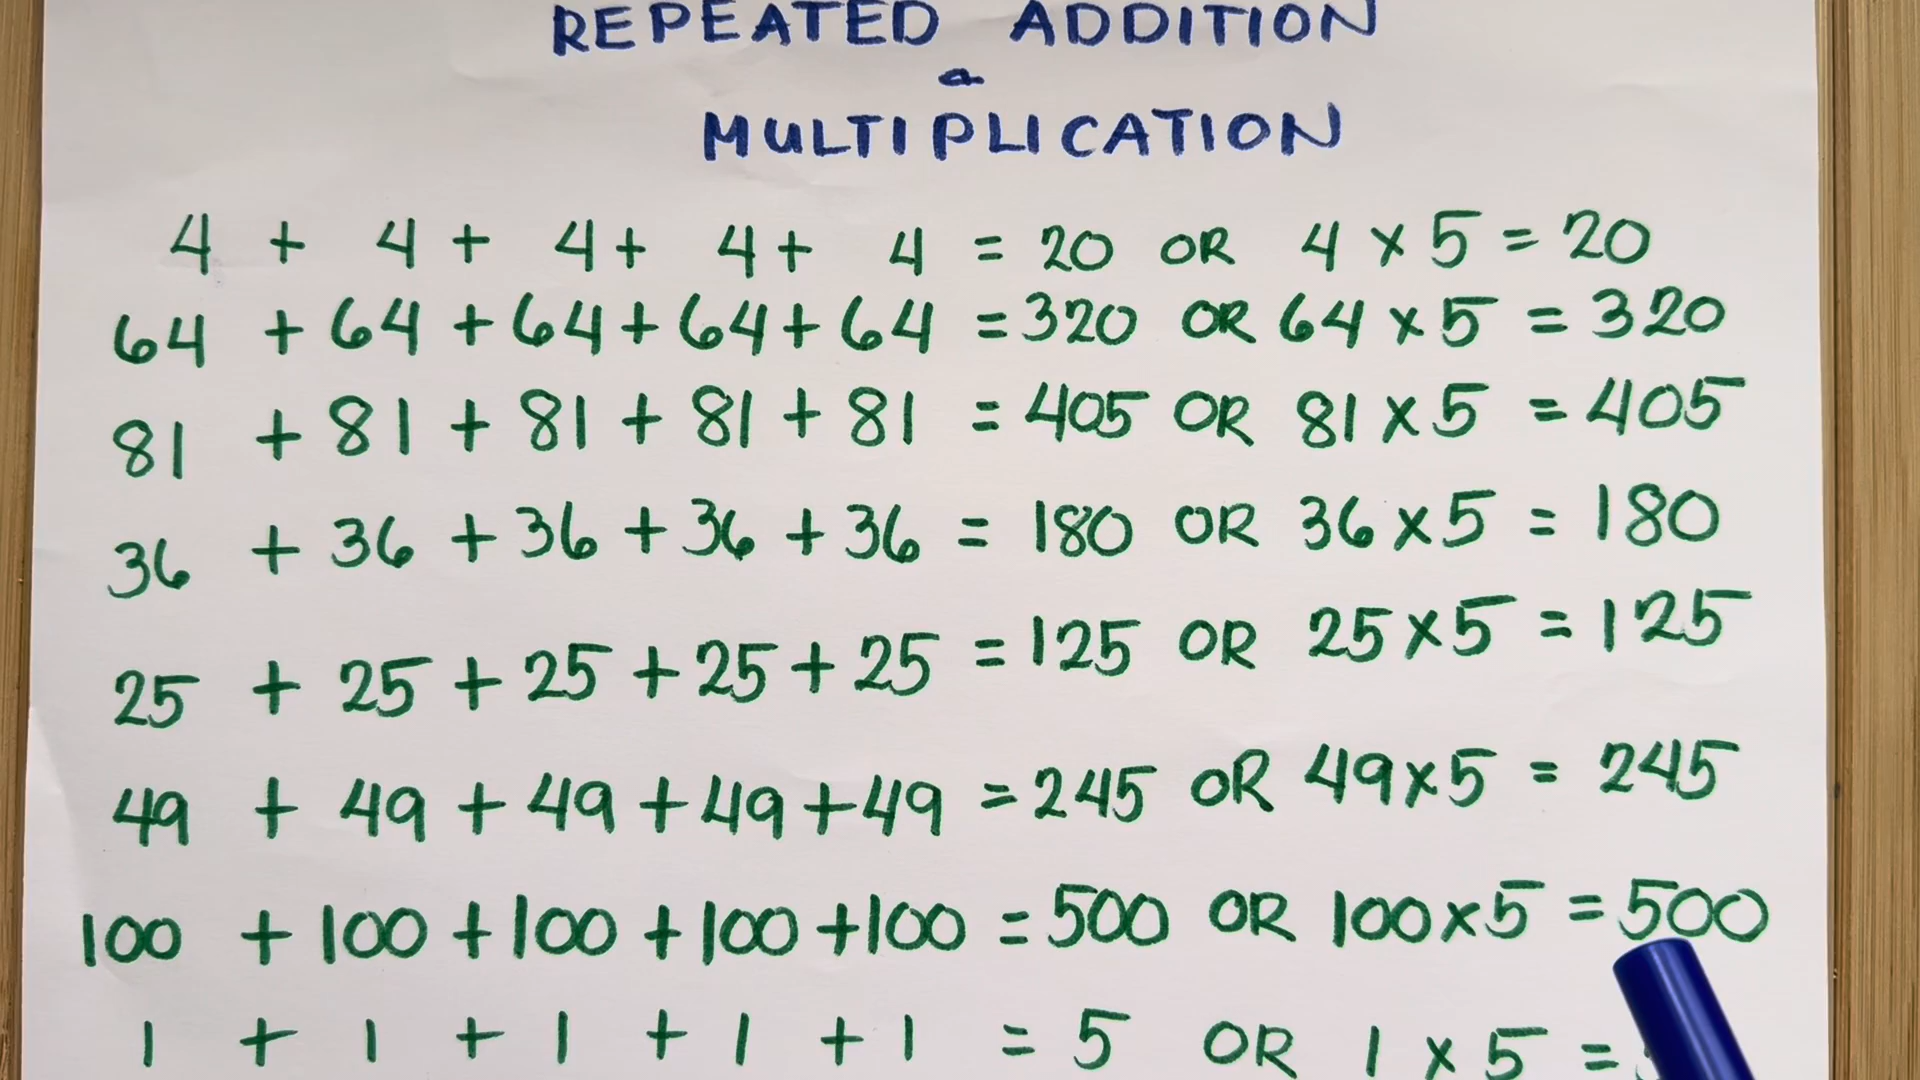 REPEATED ADDITION
a
MULTIPLICATION
4 + 4 + 4 + 4 + 4 = 20 OR 4 x 5 = 20
64 + 64 + 64 + 64 + 64 = 320 OR 64 x 5 = 320
81 + 81 + 81 + 81 + 81 = 405 OR 81 x 5 = 405
36 + 36 + 36 + 36 + 36 = 180 OR 36 x 5 = 180
25 + 25 + 25 + 25 + 25 = 125 OR 25 x 5 = 125
49 + 49 + 49 + 49 + 49 = 245 OR 49 x 5 = 245
100 + 100 + 100 + 100 + 100 = 500 OR 100 x 5 = 500
1 + 1 + 1 + 1 + 1 = 5 OR 1 x 5 =